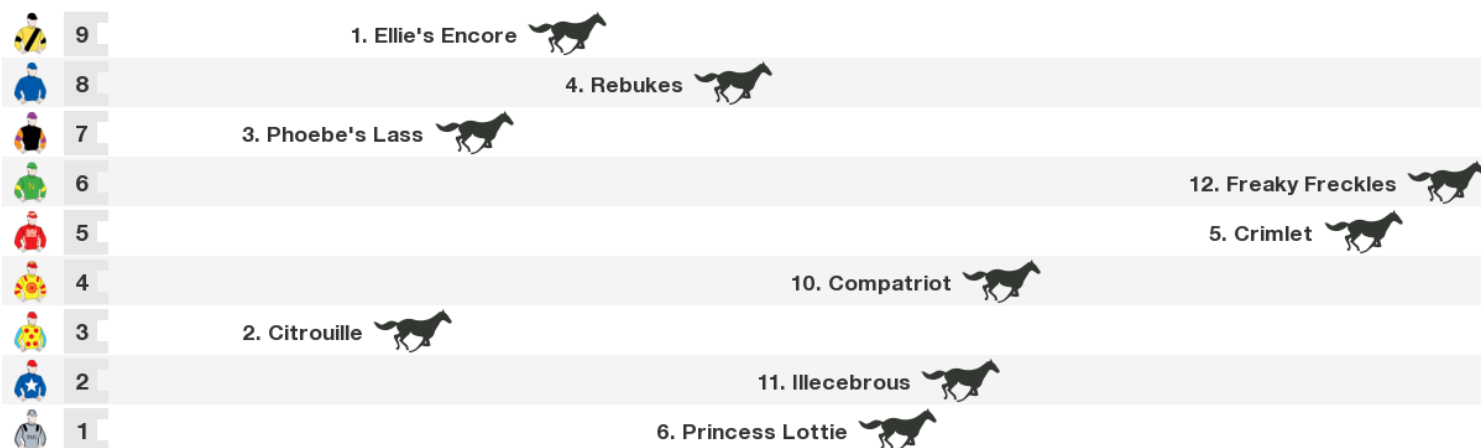 9 1. Ellie's Encore
8 4. Rebukes
7 3. Phoebe's Lass
6 12. Freaky Freckles
5 5. Crimlet
4 10. Compatriot
3 2. Citrouille
2 11. Illecebrous
1 6. Princess Lottie
N